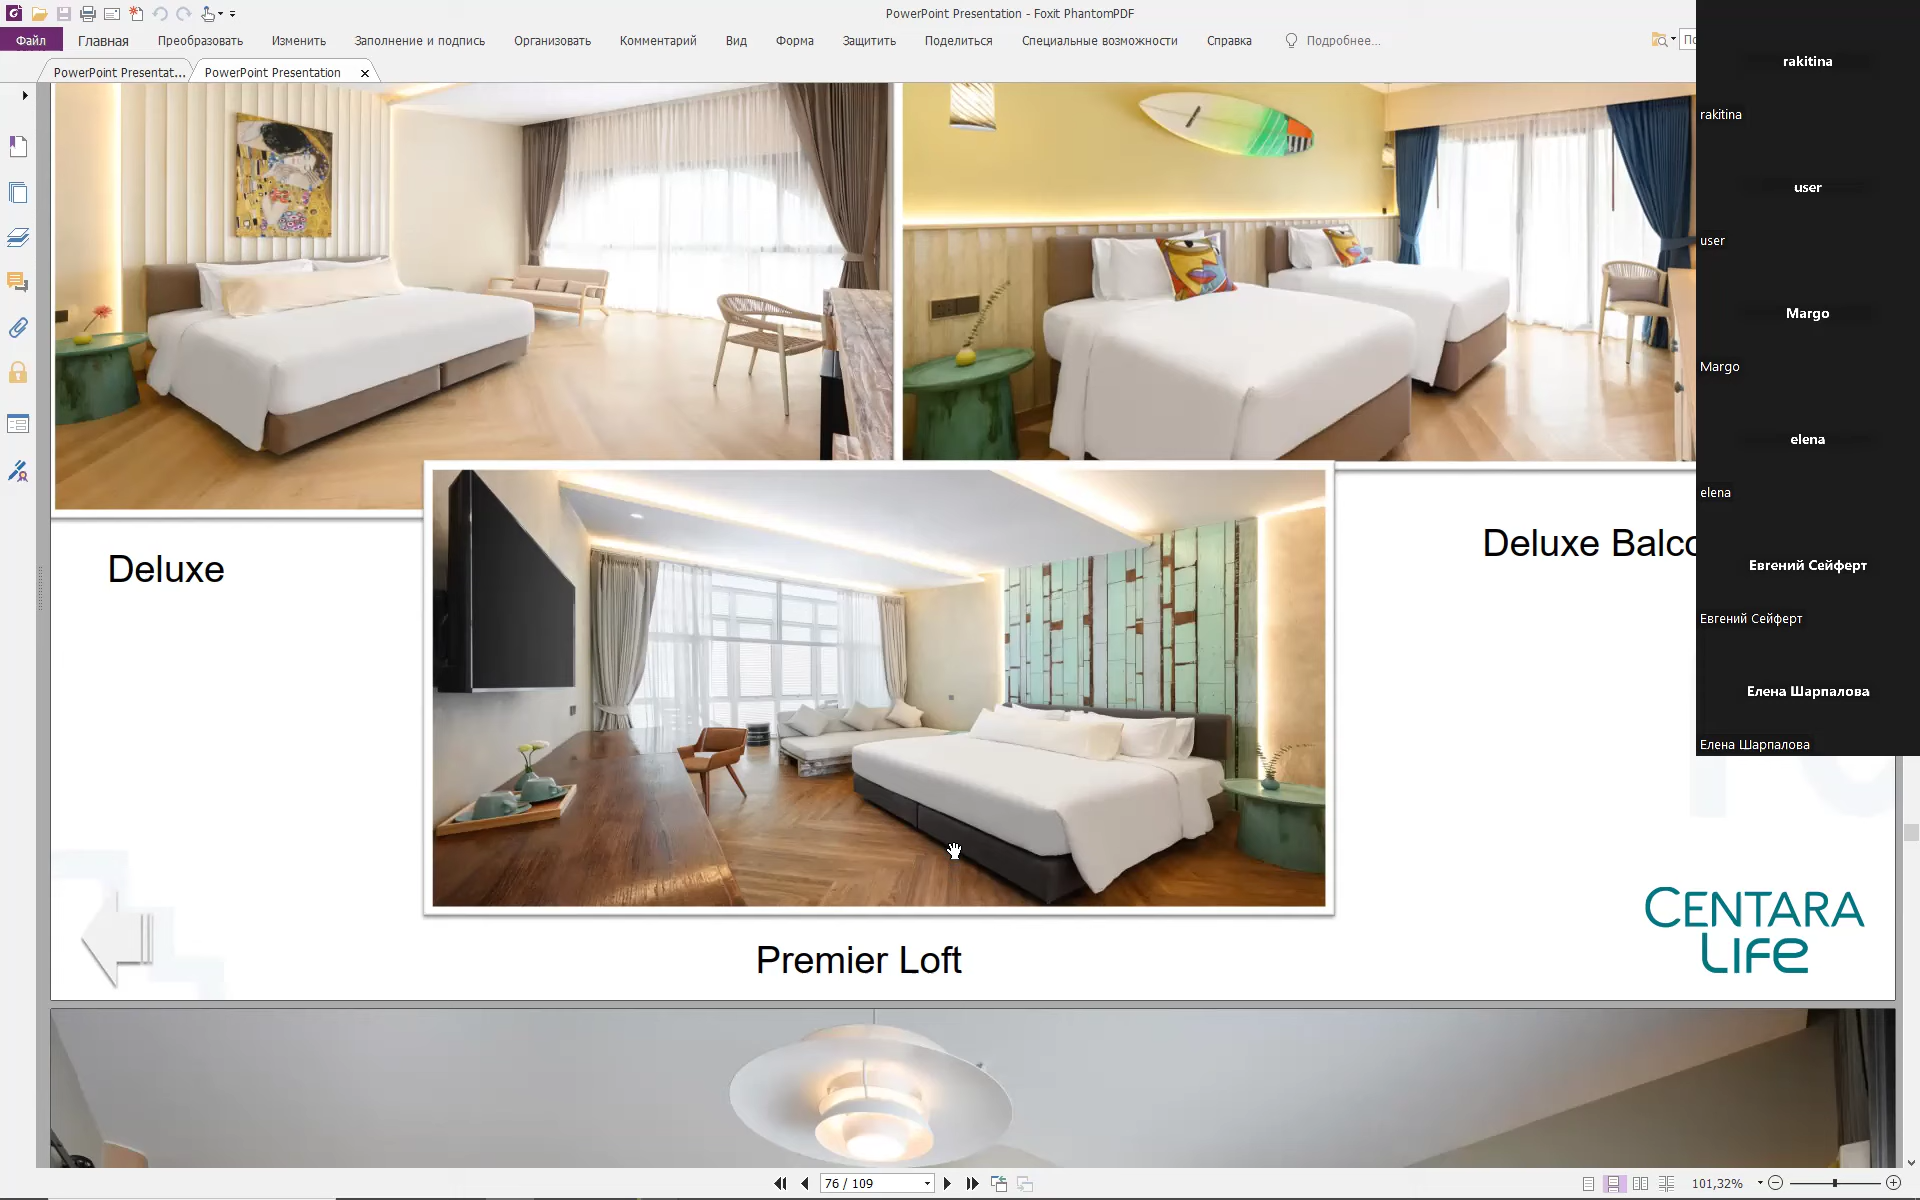 PowerPoint Presentation - Foxit PhantomPDF
Файл Главная Преобразовать Изменить Заполнение и подпись Организовать Комментарий Вид Форма Защитить Поделиться Специальные возможности Справка Подробнее... По
PowerPoint Presentat... PowerPoint Presentation
rakitina
rakitina
user
user
Margo
Margo
elena
elena
Евгений Сейферт
Евгений Сейферт
Елена Шарпалова
Елена Шарпалова
Deluxe
Deluxe Balco
Premier Loft
CENTARA
LIFE
76 / 109
101,32%